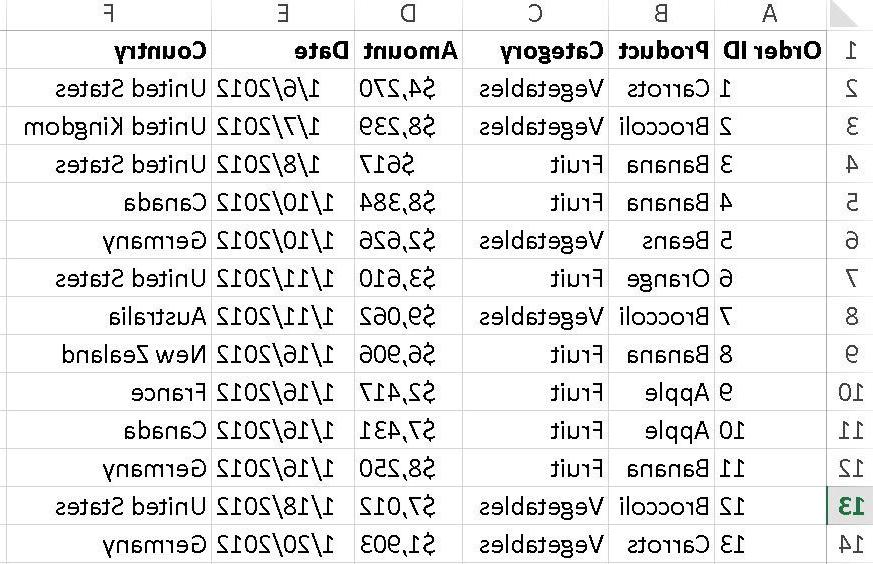 A B C D E F
1 Order ID Product Category Amount Date Country
2 1 Carrots Vegetables $4,270 1/6/2012 United States
3 2 Broccoli Vegetables $8,239 1/7/2012 United Kingdom
4 3 Banana Fruit $617 1/8/2012 United States
5 4 Banana Fruit $8,384 1/10/2012 Canada
6 5 Beans Vegetables $2,626 1/10/2012 Germany
7 6 Orange Fruit $3,610 1/11/2012 United States
8 7 Broccoli Vegetables $9,062 1/11/2012 Australia
9 8 Banana Fruit $6,906 1/16/2012 New Zealand
10 9 Apple Fruit $2,417 1/16/2012 France
11 10 Apple Fruit $7,431 1/16/2012 Canada
12 11 Banana Fruit $8,250 1/16/2012 Germany
13 12 Broccoli Vegetables $7,012 1/18/2012 United States
14 13 Carrots Vegetables $1,903 1/20/2012 Germany